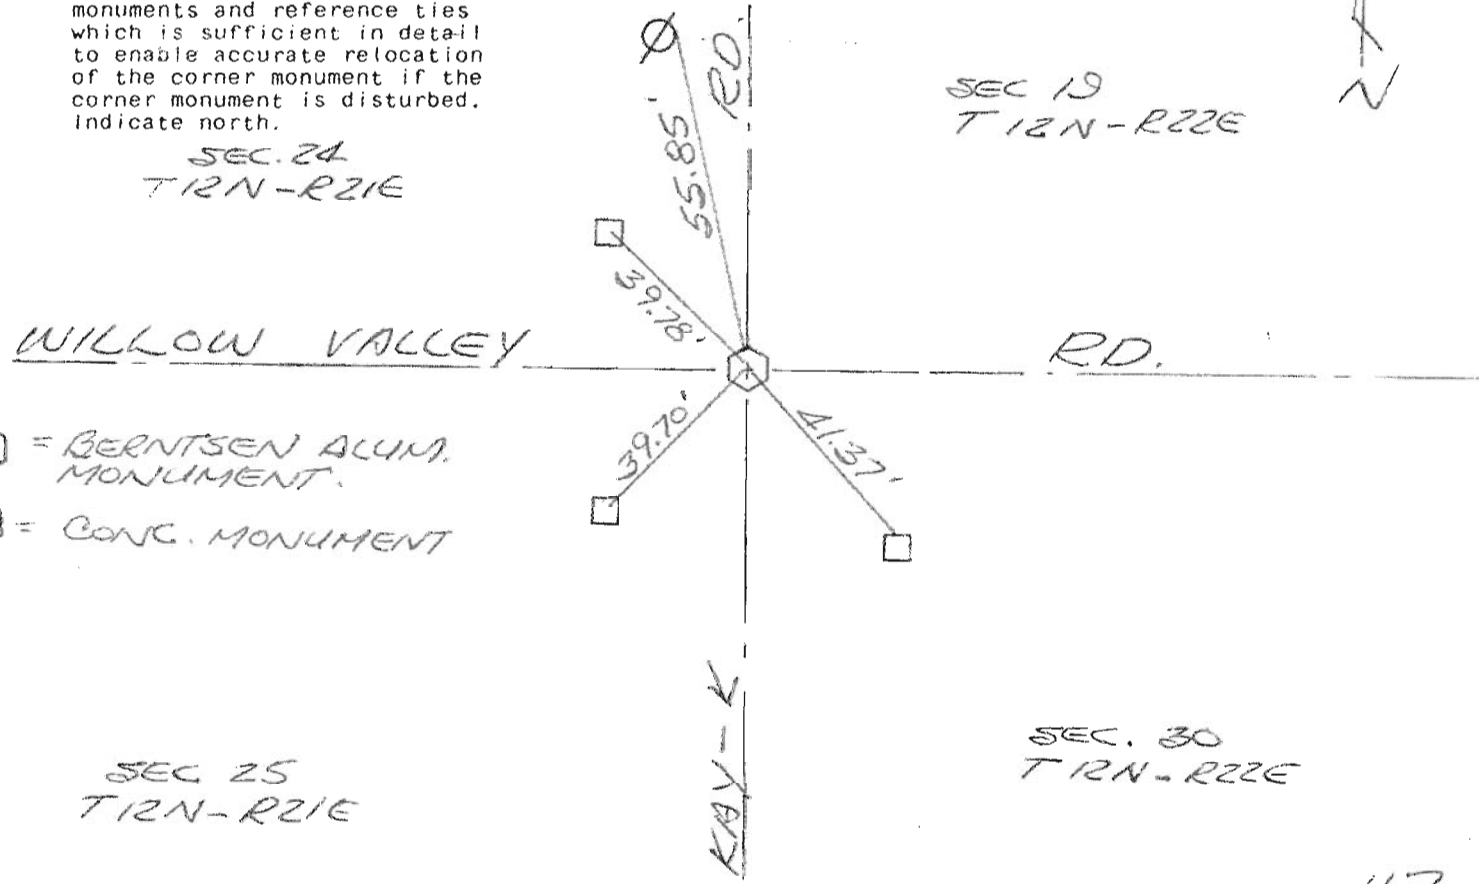 monuments and reference ties
which is sufficient in detail
to enable accurate relocation
of the corner monument if the
corner monument is disturbed.
Indicate north.
SEC. 24
T12N-R21E
SEC 19
T12N-R22E
N
RD.
55.85'
39.78'
WILLOW VALLEY RD.
39.70'
41.37'
= BERNTSEN ALUM.
MONUMENT.
= CONC. MONUMENT
KAY-K
SEC 25
T12N-R21E
SEC. 30
T12N-R22E